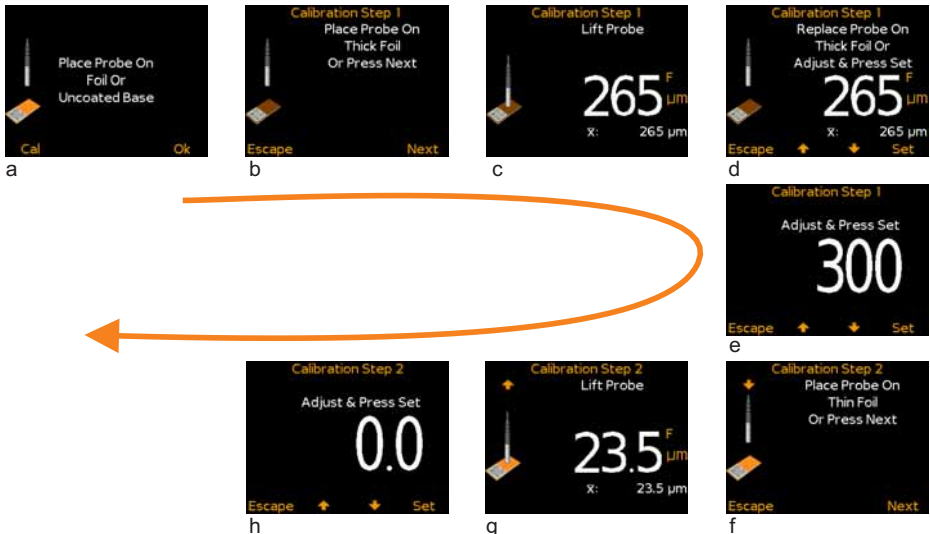 Place Probe On
Foil Or
Uncoated Base
Cal Ok
a
Calibration Step 1
Place Probe On
Thick Foil
Or Press Next
Escape Next
b
Calibration Step 1
Lift Probe
265 F µm
x̄: 265 µm
c
Calibration Step 1
Replace Probe On
Thick Foil Or
Adjust & Press Set
265 F µm
x̄: 265 µm
Escape Set
d
Calibration Step 1
Adjust & Press Set
300
Escape Set
e
Calibration Step 2
Place Probe On
Thin Foil
Or Press Next
Escape Next
f
Calibration Step 2
Lift Probe
23.5 F µm
x̄: 23.5 µm
g
Calibration Step 2
Adjust & Press Set
0.0
Escape Set
h